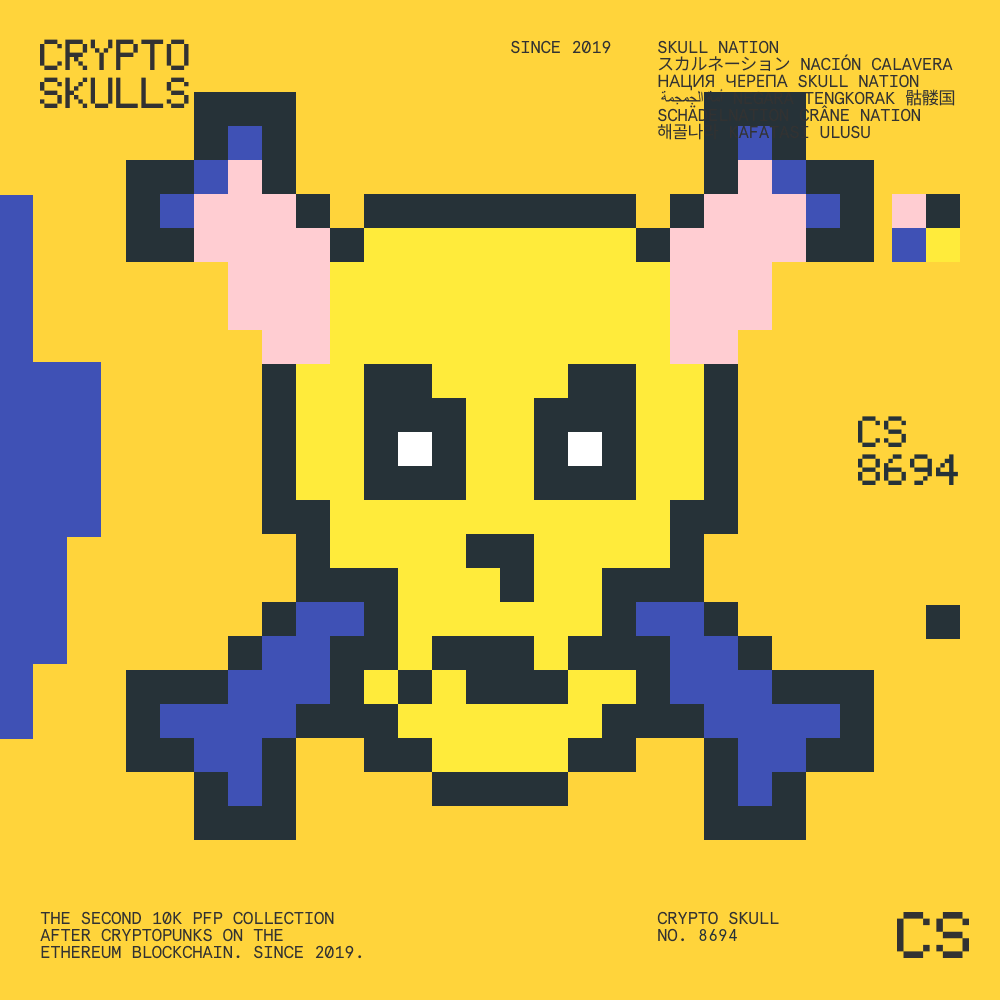 CRYPTO
SKULLS
SINCE 2019
SKULL NATION
スカルネーション NACIÓN CALAVERA
НАЦИЯ ЧЕРЕПА SKULL NATION
الجمجمة TENGKORAK 骷髅国
CRÂNE NATION
ULUSU
CS
8694
THE SECOND 10K PFP COLLECTION
AFTER CRYPTOPUNKS ON THE
ETHEREUM BLOCKCHAIN. SINCE 2019.
CRYPTO SKULL
NO. 8694
CS